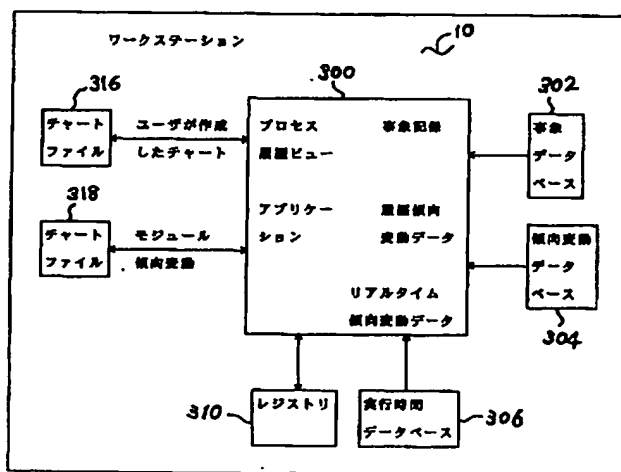 ワークステーション
10
300
316
302
チャート
ファイル
ユーザが作成
したチャート
プロセス
履歴ビュー
事象記録
事象
データ
ベース
318
チャート
ファイル
モジュール
傾向変動
アプリケー
ション
履歴傾向
変動データ
傾向変動
データ
ベース
リアルタイム
傾向変動データ
304
310
レジストリ
実行時間
データベース
306